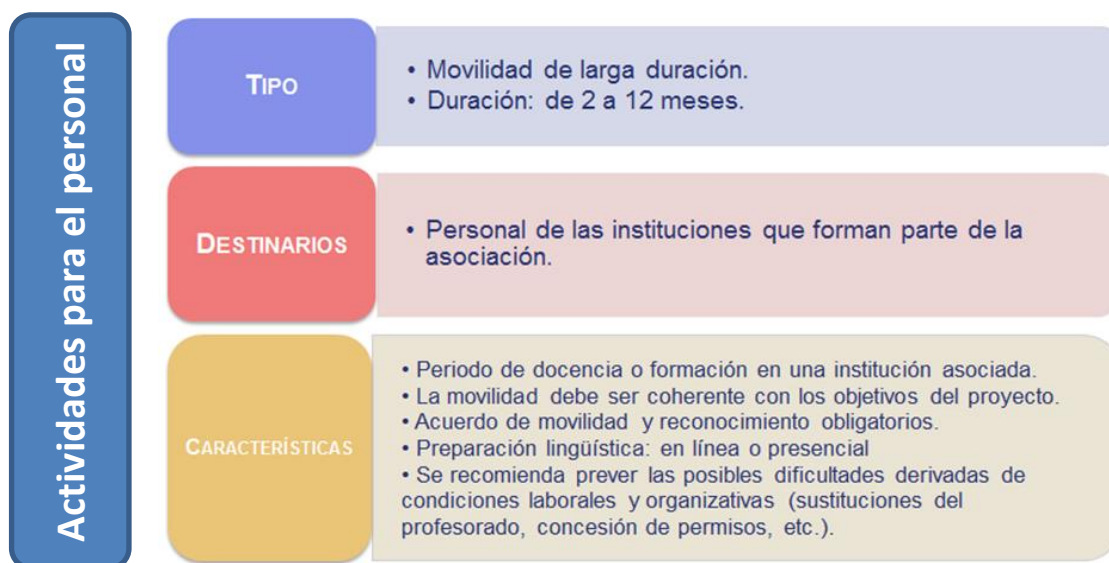 Actividades para el personal
TIPO
• Movilidad de larga duración.
• Duración: de 2 a 12 meses.
DESTINARIOS
• Personal de las instituciones que forman parte de la
asociación.
CARACTERÍSTICAS
• Periodo de docencia o formación en una institución asociada.
• La movilidad debe ser coherente con los objetivos del proyecto.
• Acuerdo de movilidad y reconocimiento obligatorios.
• Preparación lingüística: en línea o presencial
• Se recomienda prever las posibles dificultades derivadas de
condiciones laborales y organizativas (sustituciones del
profesorado, concesión de permisos, etc.).